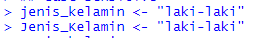 > jenis_kelamin <- "laki-laki"
> Jenis_Kelamin <- "laki-laki"